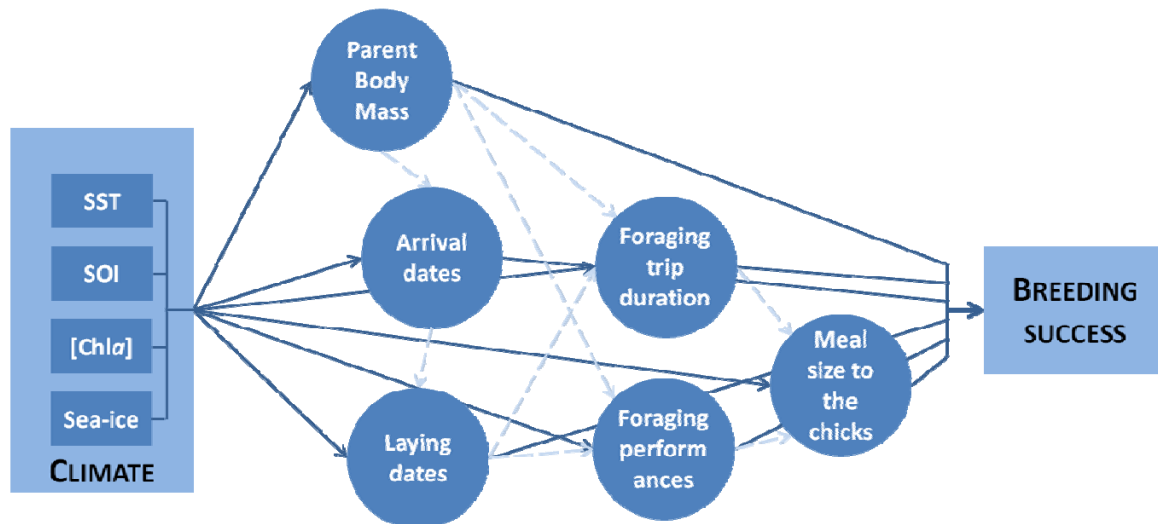 Parent
Body
Mass
SST
SOI
[Chla]
Sea-ice
CLIMATE
Arrival
dates
Laying
dates
Foraging
trip
duration
Foraging
perform
ances
Meal
size to
the
chicks
BREEDING
SUCCESS